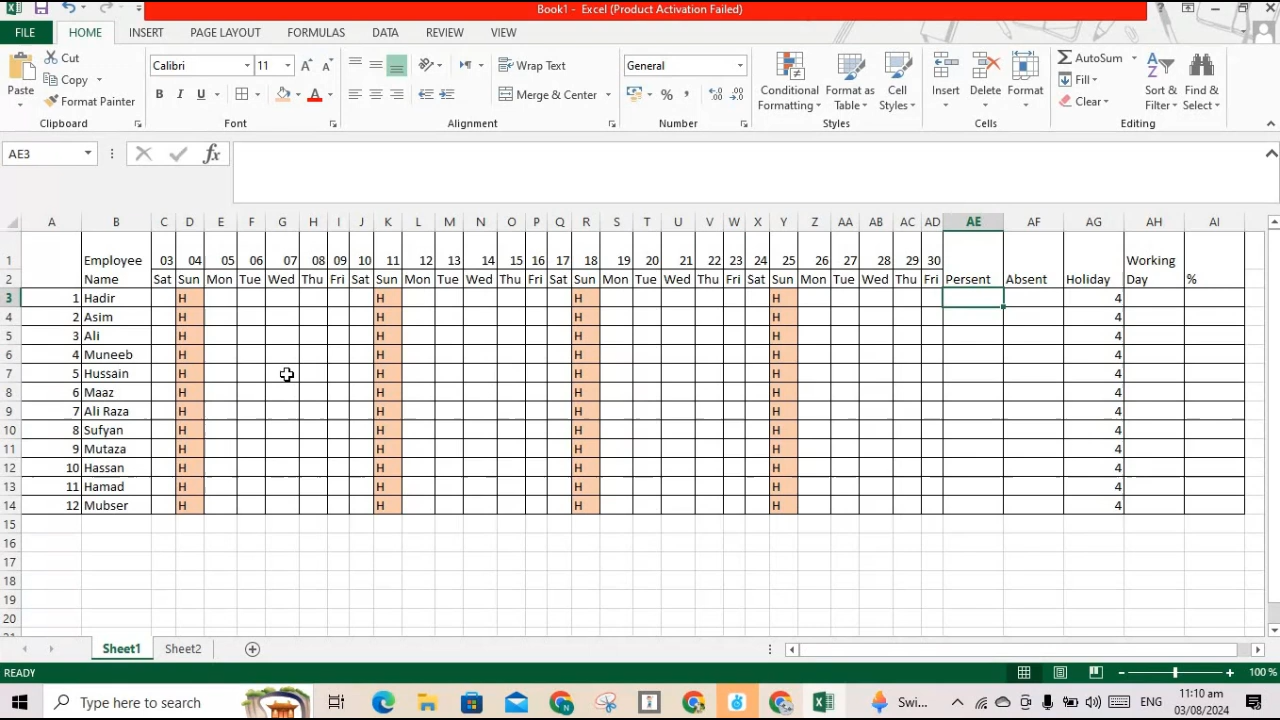 Book1 - Excel (Product Activation Failed)
FILE HOME INSERT PAGE LAYOUT FORMULAS DATA REVIEW VIEW
Cut
Copy
Format Painter
Paste
Clipboard
Calibri 11
B I U
Font
Wrap Text
Merge & Center
Alignment
General
%
Number
Conditional Formatting
Format as Table
Cell Styles
Styles
Insert Delete Format
Cells
AutoSum
Fill
Clear
Sort & Filter
Find & Select
Editing
AE3 fx
A B C D E F G H I J K L M N O P Q R S T U V W X Y Z AA AB AC AD AE AF AG AH AI
1 Employee 03 04 05 06 07 08 09 10 11 12 13 14 15 16 17 18 19 20 21 22 23 24 25 26 27 28 29 30 Working
2 Name Sat Sun Mon Tue Wed Thu Fri Sat Sun Mon Tue Wed Thu Fri Sat Sun Mon Tue Wed Thu Fri Sat Sun Mon Tue Wed Thu Fri Persent Absent Holiday Day %
3 1 Hadir H H H H 4
4 2 Asim H H H H 4
5 3 Ali H H H H 4
6 4 Muneeb H H H H 4
7 5 Hussain H H H H 4
8 6 Maaz H H H H 4
9 7 Ali Raza H H H H 4
10 8 Sufyan H H H H 4
11 9 Mutaza H H H H 4
12 10 Hassan H H H H 4
13 11 Hamad H H H H 4
14 12 Mubser H H H H 4
15
16
17
18
19
20
21
Sheet1 Sheet2
READY 100 %
Type here to search
Swi...
ENG
11:10 am
03/08/2024